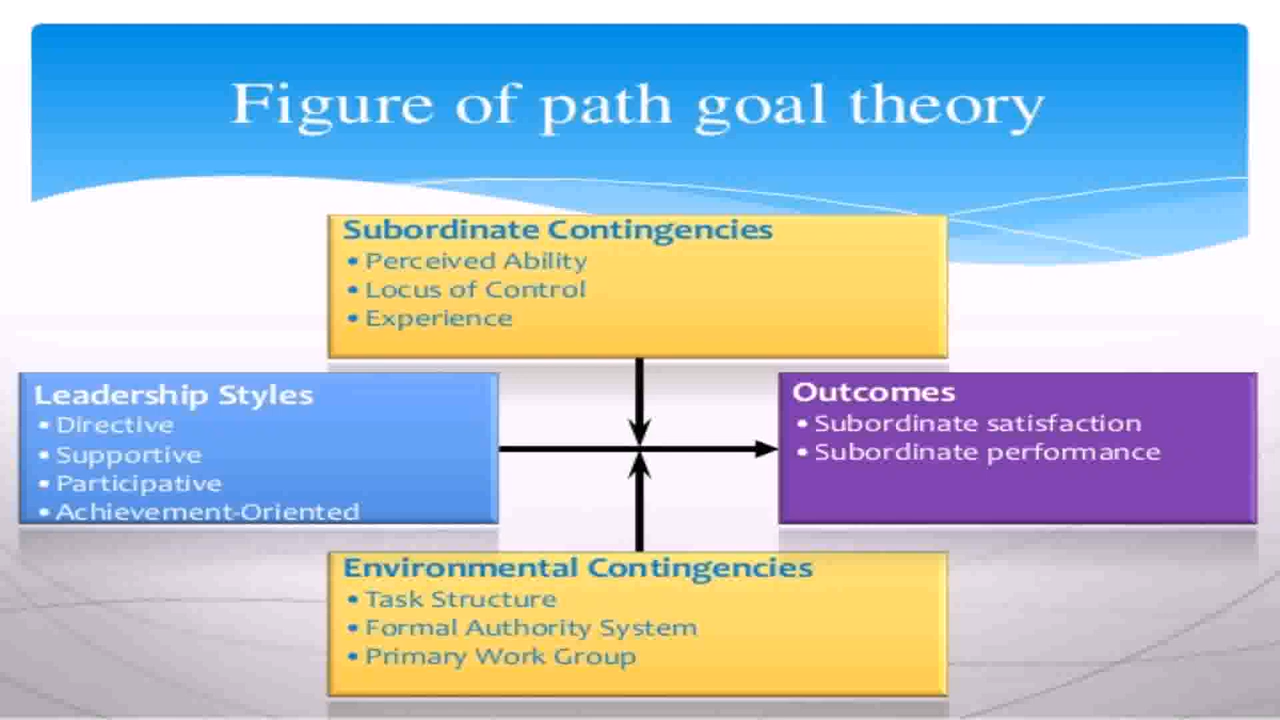 Figure of path goal theory
Subordinate Contingencies
• Perceived Ability
• Locus of Control
• Experience
Leadership Styles
• Directive
• Supportive
• Participative
• Achievement-Oriented
Outcomes
• Subordinate satisfaction
• Subordinate performance
Environmental Contingencies
• Task Structure
• Formal Authority System
• Primary Work Group